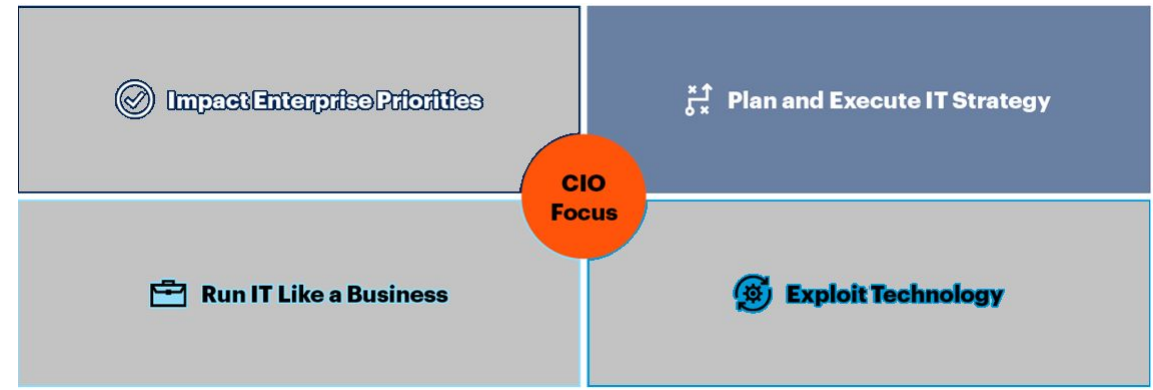 Impact Enterprise Priorities
Plan and Execute IT Strategy
CIO
Focus
Run IT Like a Business
Exploit Technology